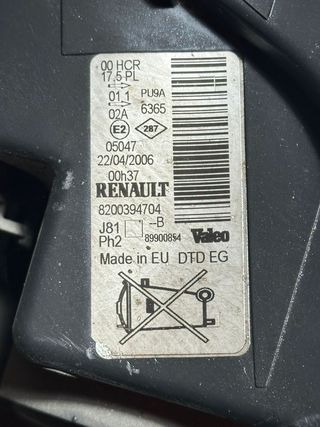 00 HCR
17,5 PL
01 1 PU9A
02A 6365
E2 287
05047
22/04/2006
00h37
RENAULT
8200394704
J81 -B
Ph2 89900854 Valeo
Made in EU DTD EG